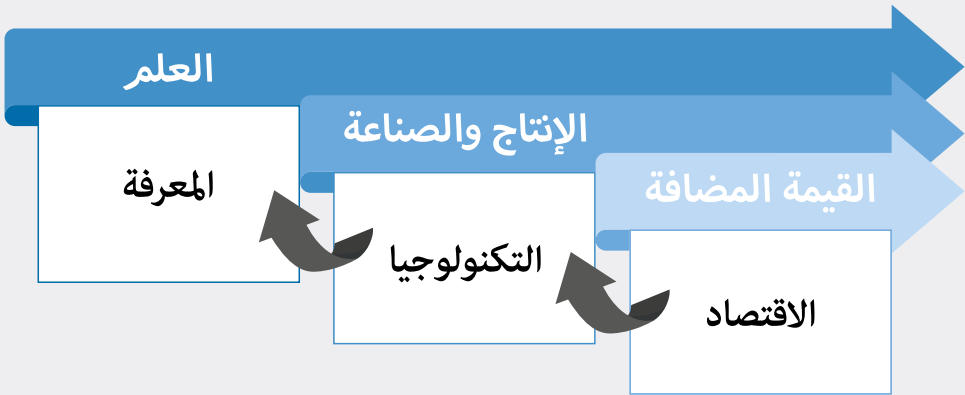 العلم
المعرفة
الإنتاج والصناعة
التكنولوجيا
القيمة المضافة
الاقتصاد